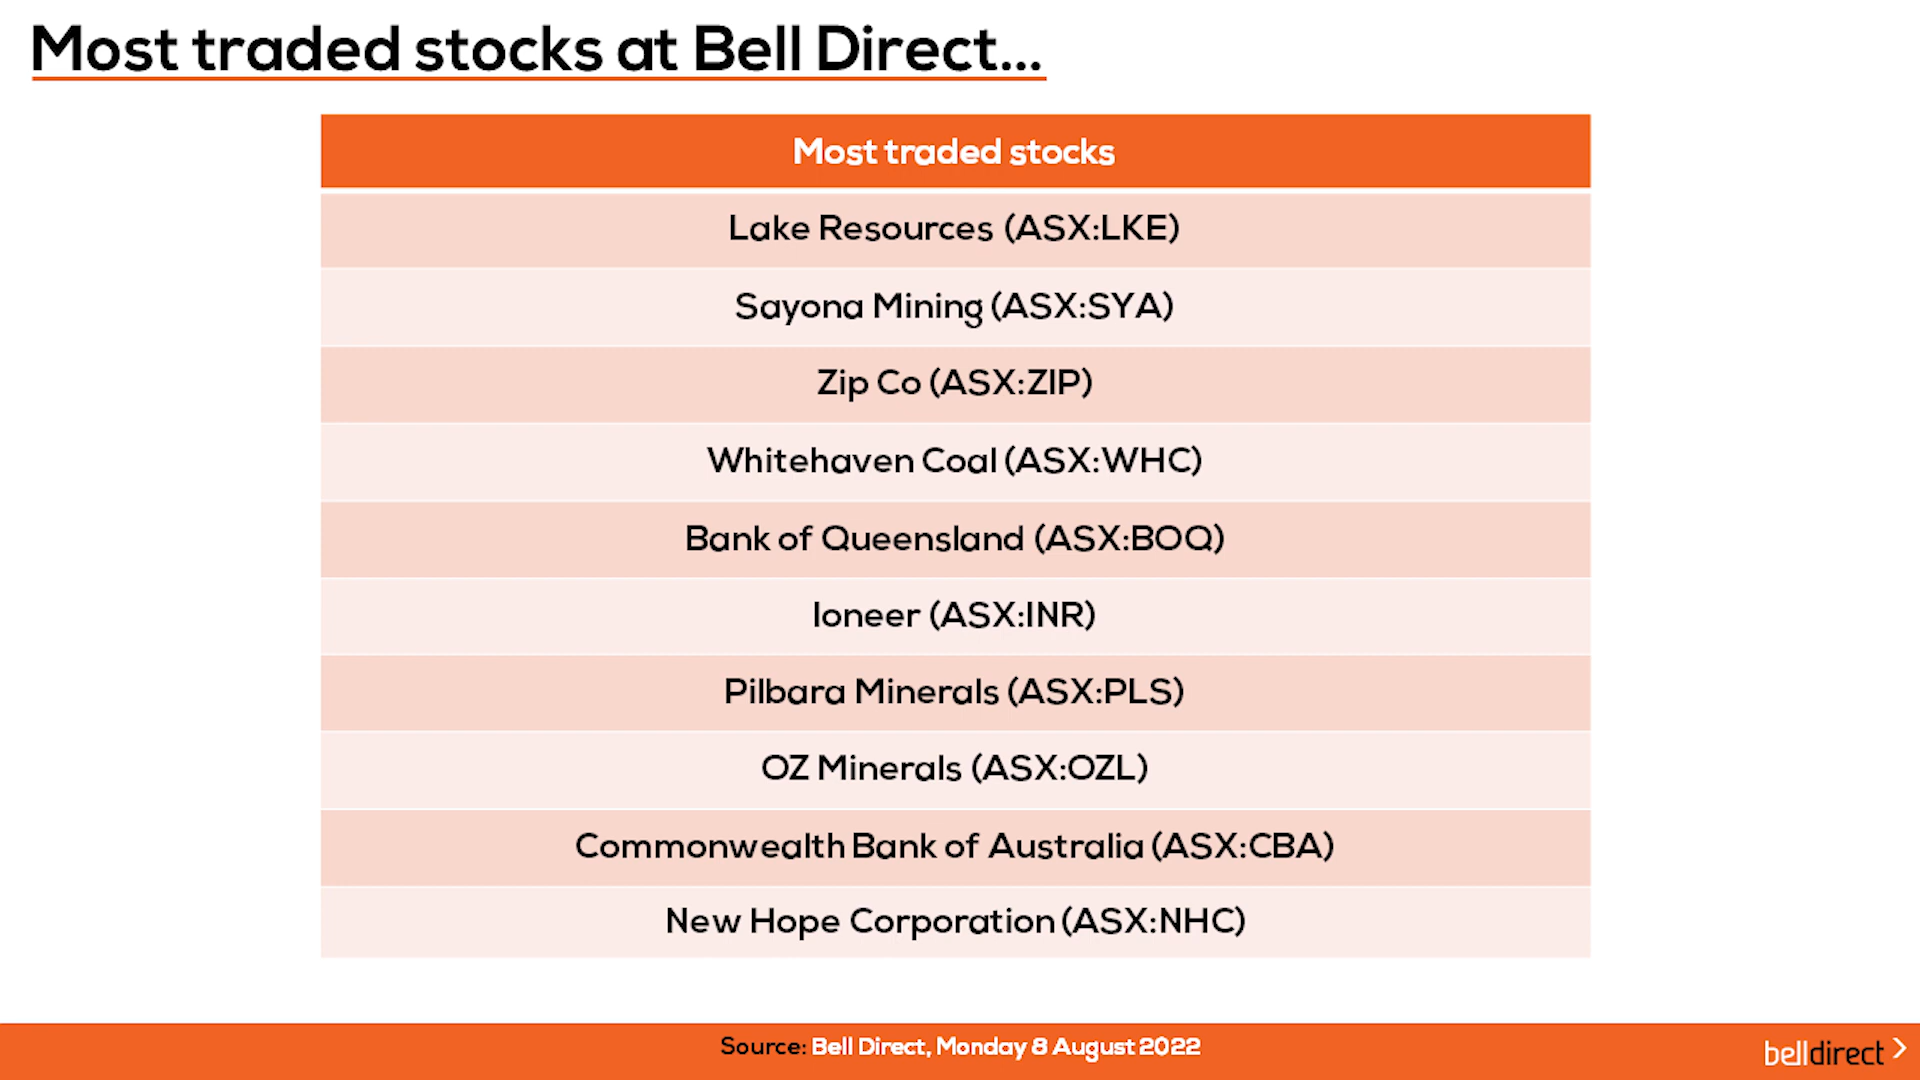 Most traded stocks at Bell Direct...
Most traded stocks
Lake Resources (ASX:LKE)
Sayona Mining (ASX:SYA)
Zip Co (ASX:ZIP)
Whitehaven Coal (ASX:WHC)
Bank of Queensland (ASX:BOQ)
Ioneer (ASX:INR)
Pilbara Minerals (ASX:PLS)
OZ Minerals (ASX:OZL)
Commonwealth Bank of Australia (ASX:CBA)
New Hope Corporation (ASX:NHC)
Source: Bell Direct, Monday 8 August 2022
belldirect